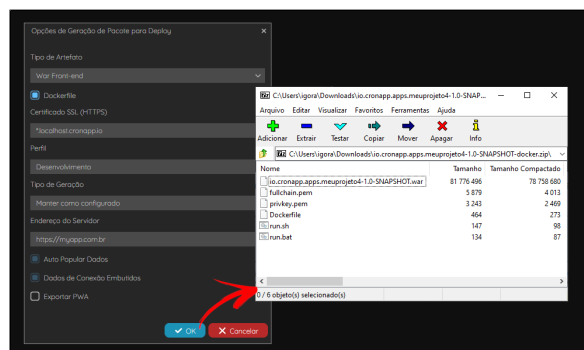 Opções de Geração de Pacote para Deploy
Tipo de Artefato
War Front-end
Dockerfile
Certificado SSL (HTTPS)
*localhost.cronapp.io
Perfil
Desenvolvimento
Tipo de Geração
Manter como configurado
Endereço do Servidor
https://myapp.com.br
Auto Popular Dados
Dados de Conexão Embutidos
Exportar PWA
OK
Cancelar
C:\Users\igora\Downloads\io.cronapp.apps.meuprojeto4-1.0-SNAP...
Arquivo Editar Visualizar Favoritos Ferramentas Ajuda
Adicionar Extrair Testar Copiar Mover Apagar Info
C:\Users\igora\Downloads\io.cronapp.apps.meuprojeto4-1.0-SNAPSHOT-docker.zip\
Nome Tamanho Tamanho Compactado
io.cronapp.apps.meuprojeto4-1.0-SNAPSHOT.war 81 776 496 78 758 680
fullchain.pem 5 879 4 013
privkey.pem 3 243 2 469
Dockerfile 464 273
run.sh 147 98
run.bat 134 87
0 / 6 objeto(s) selecionado(s)